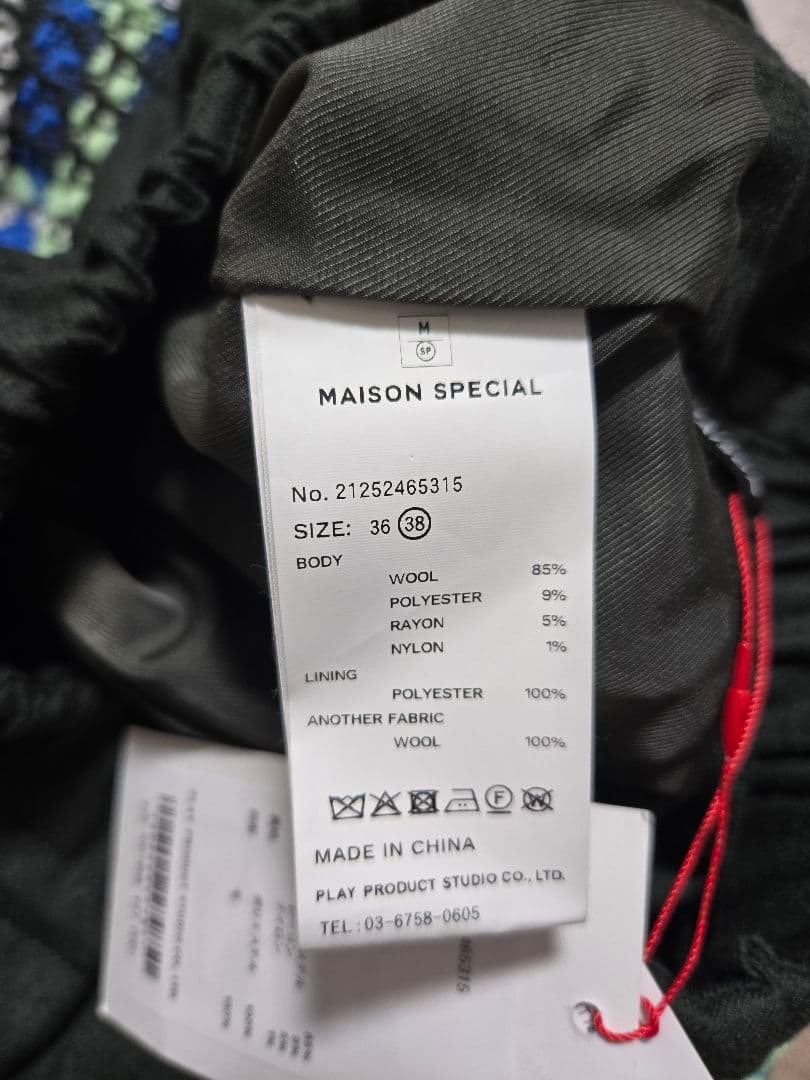 M
SP
MAISON SPECIAL
No. 21252465315
SIZE: 36 38
BODY
WOOL 85%
POLYESTER 9%
RAYON 5%
NYLON 1%
LINING
POLYESTER 100%
ANOTHER FABRIC
WOOL 100%
F W
MADE IN CHINA
PLAY PRODUCT STUDIO CO., LTD.
TEL : 03-6758-0605